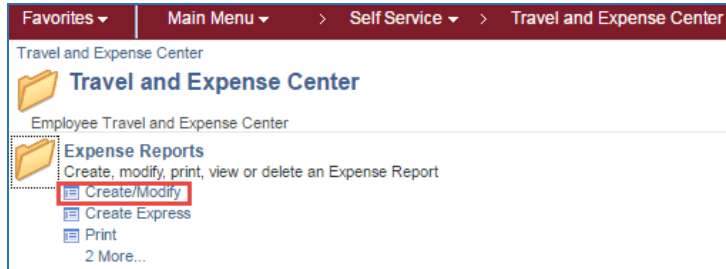 Favorites Main Menu > Self Service > Travel and Expense Center
Travel and Expense Center
Travel and Expense Center
Employee Travel and Expense Center
Expense Reports
Create, modify, print, view or delete an Expense Report
Create/Modify
Create Express
Print
2 More...